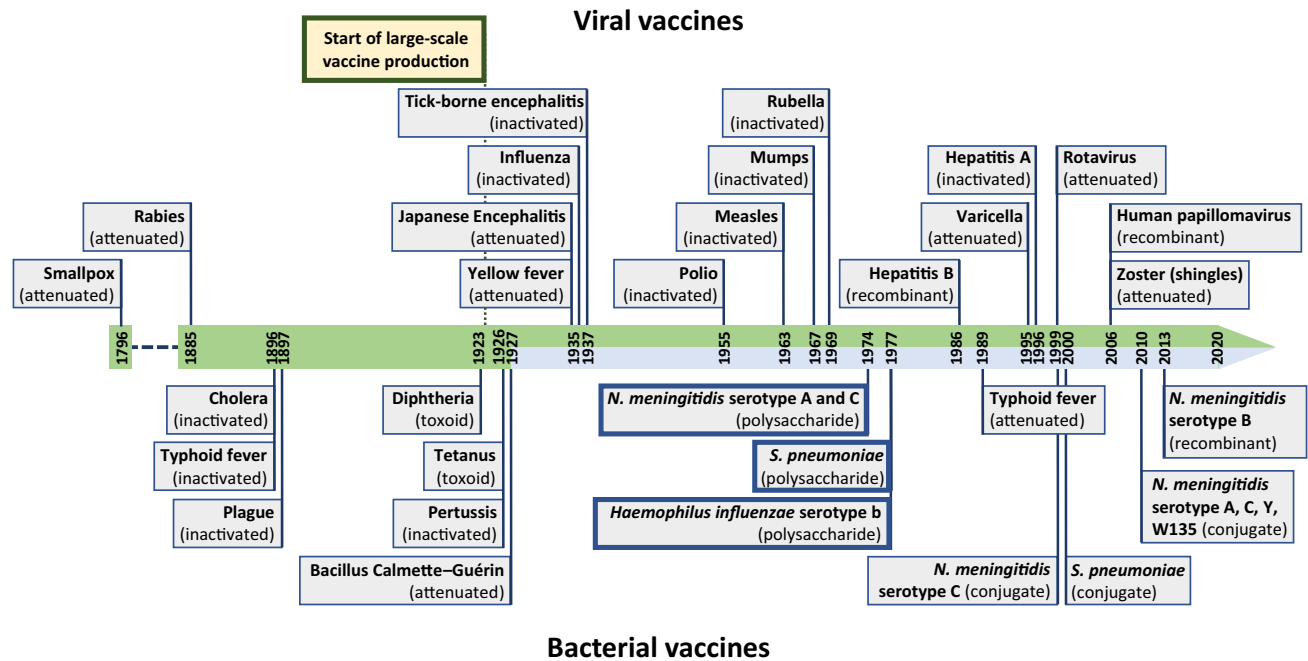 Viral vaccines
Start of large-scale
vaccine production
Tick-borne encephalitis
(inactivated)
Rubella
(inactivated)
Influenza
(inactivated)
Mumps
(inactivated)
Hepatitis A
(inactivated)
Rotavirus
(attenuated)
Rabies
(attenuated)
Japanese Encephalitis
(attenuated)
Measles
(inactivated)
Varicella
(attenuated)
Human papillomavirus
(recombinant)
Smallpox
(attenuated)
Yellow fever
(attenuated)
Polio
(inactivated)
Hepatitis B
(recombinant)
Zoster (shingles)
(attenuated)
1796
1885
1896
1897
1923
1926
1927
1935
1937
1955
1963
1967
1969
1974
1977
1986
1989
1995
1996
1999
2000
2006
2010
2013
2020
Cholera
(inactivated)
Diphtheria
(toxoid)
N. meningitidis serotype A and C
(polysaccharide)
Typhoid fever
(attenuated)
N. meningitidis
serotype B
(recombinant)
Typhoid fever
(inactivated)
Tetanus
(toxoid)
S. pneumoniae
(polysaccharide)
Plague
(inactivated)
Pertussis
(inactivated)
Haemophilus influenzae serotype b
(polysaccharide)
N. meningitidis
serotype A, C, Y,
W135 (conjugate)
Bacillus Calmette–Guérin
(attenuated)
N. meningitidis
serotype C (conjugate)
S. pneumoniae
(conjugate)
Bacterial vaccines